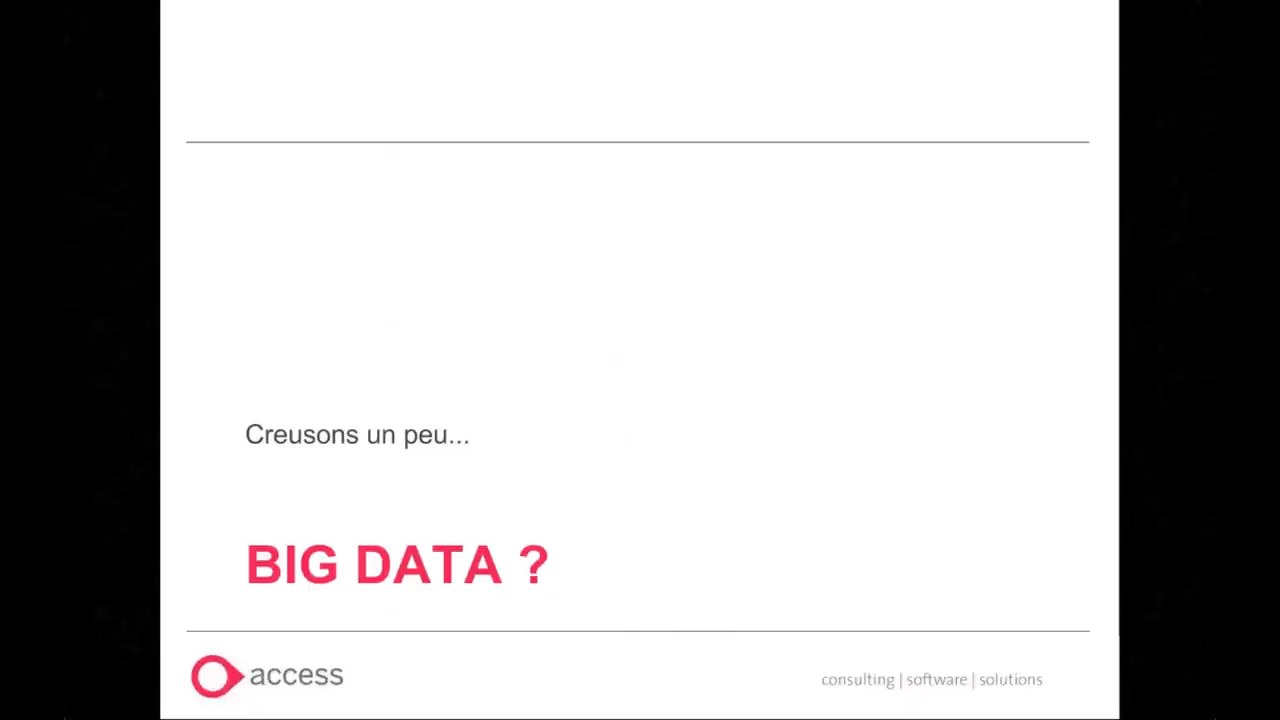 Creusons un peu...
BIG DATA ?
access
consulting | software | solutions